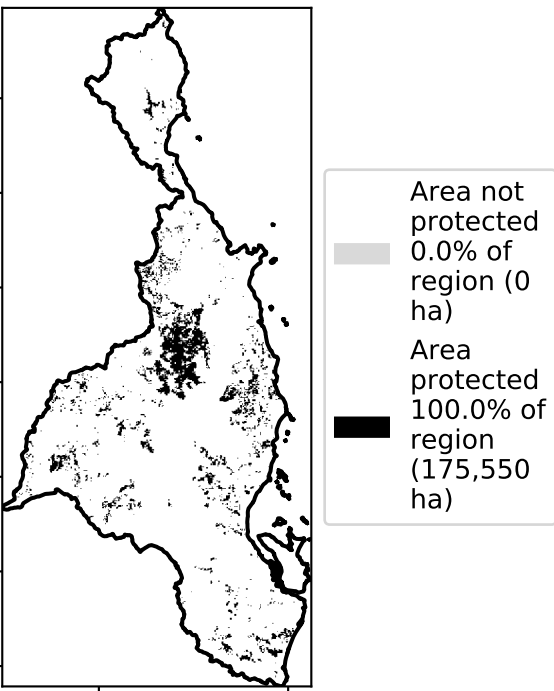 Area not
protected
0.0% of
region (0
ha)
Area
protected
100.0% of
region
(175,550
ha)